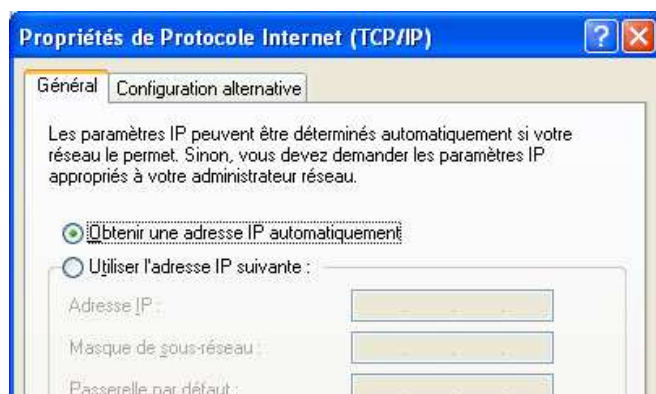 Propriétés de Protocole Internet (TCP/IP)
Général
Configuration alternative
Les paramètres IP peuvent être déterminés automatiquement si votre
réseau le permet. Sinon, vous devez demander les paramètres IP
appropriés à votre administrateur réseau.
Obtenir une adresse IP automatiquement
Utiliser l'adresse IP suivante :
Adresse IP :
Masque de sous-réseau :
Passerelle par défaut :